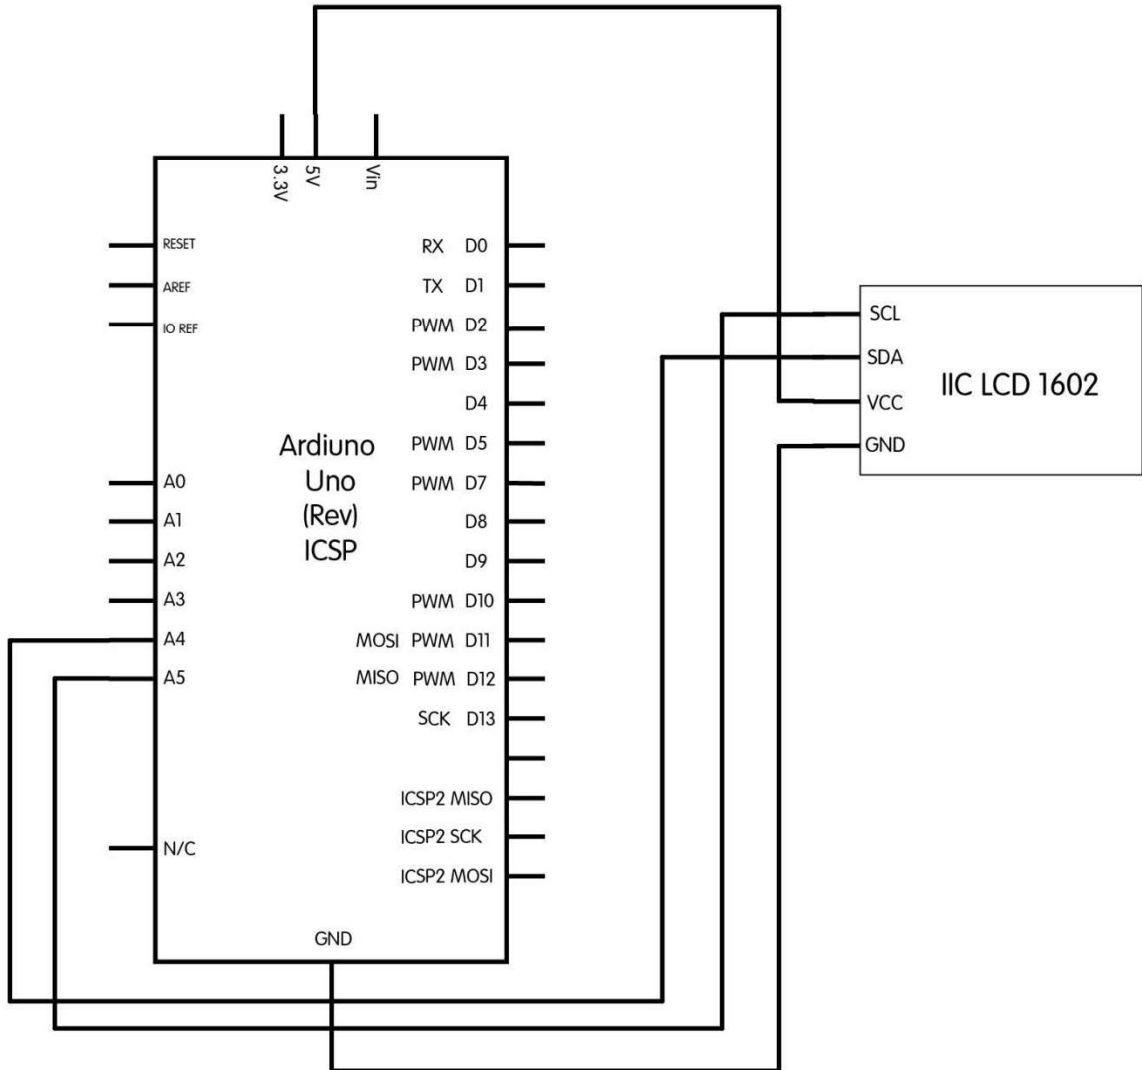 3.3V
5V
Vin
RESET
AREF
IO REF
A0
A1
A2
A3
A4
A5
N/C
Ardiuno
Uno
(Rev)
ICSP
RX D0
TX D1
PWM D2
PWM D3
D4
PWM D5
PWM D7
D8
D9
PWM D10
MOSI PWM D11
MISO PWM D12
SCK D13
ICSP2 MISO
ICSP2 SCK
ICSP2 MOSI
GND
SCL
SDA
VCC
GND
IIC LCD 1602